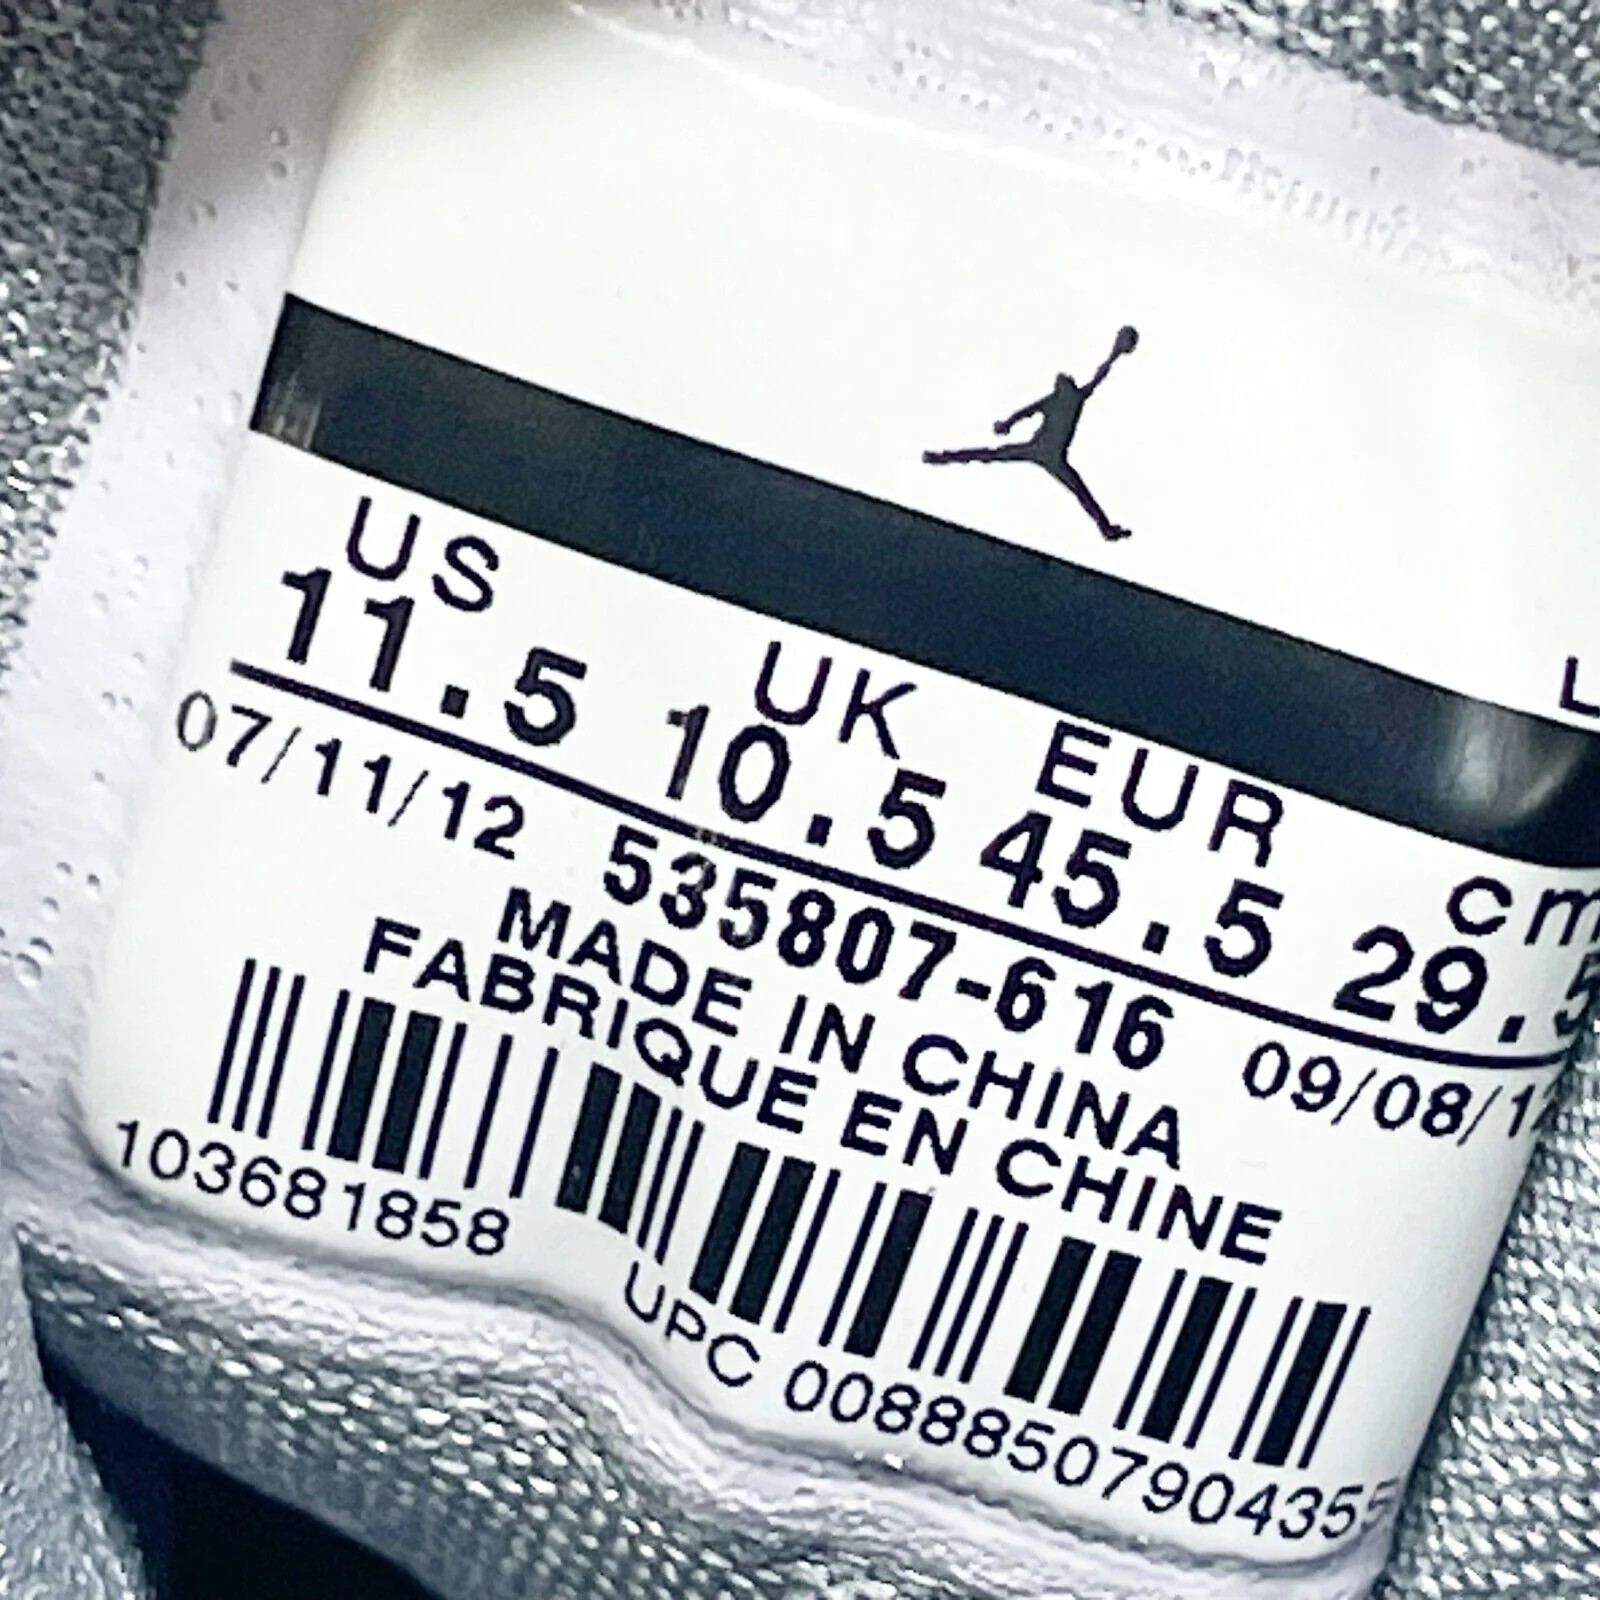 US UK EUR cm
11.5 10.5 45.5 29.5
07/11/12 535807-616 09/08/12
MADE IN CHINA
FABRIQUE EN CHINE
103681858
UPC 00888507904355